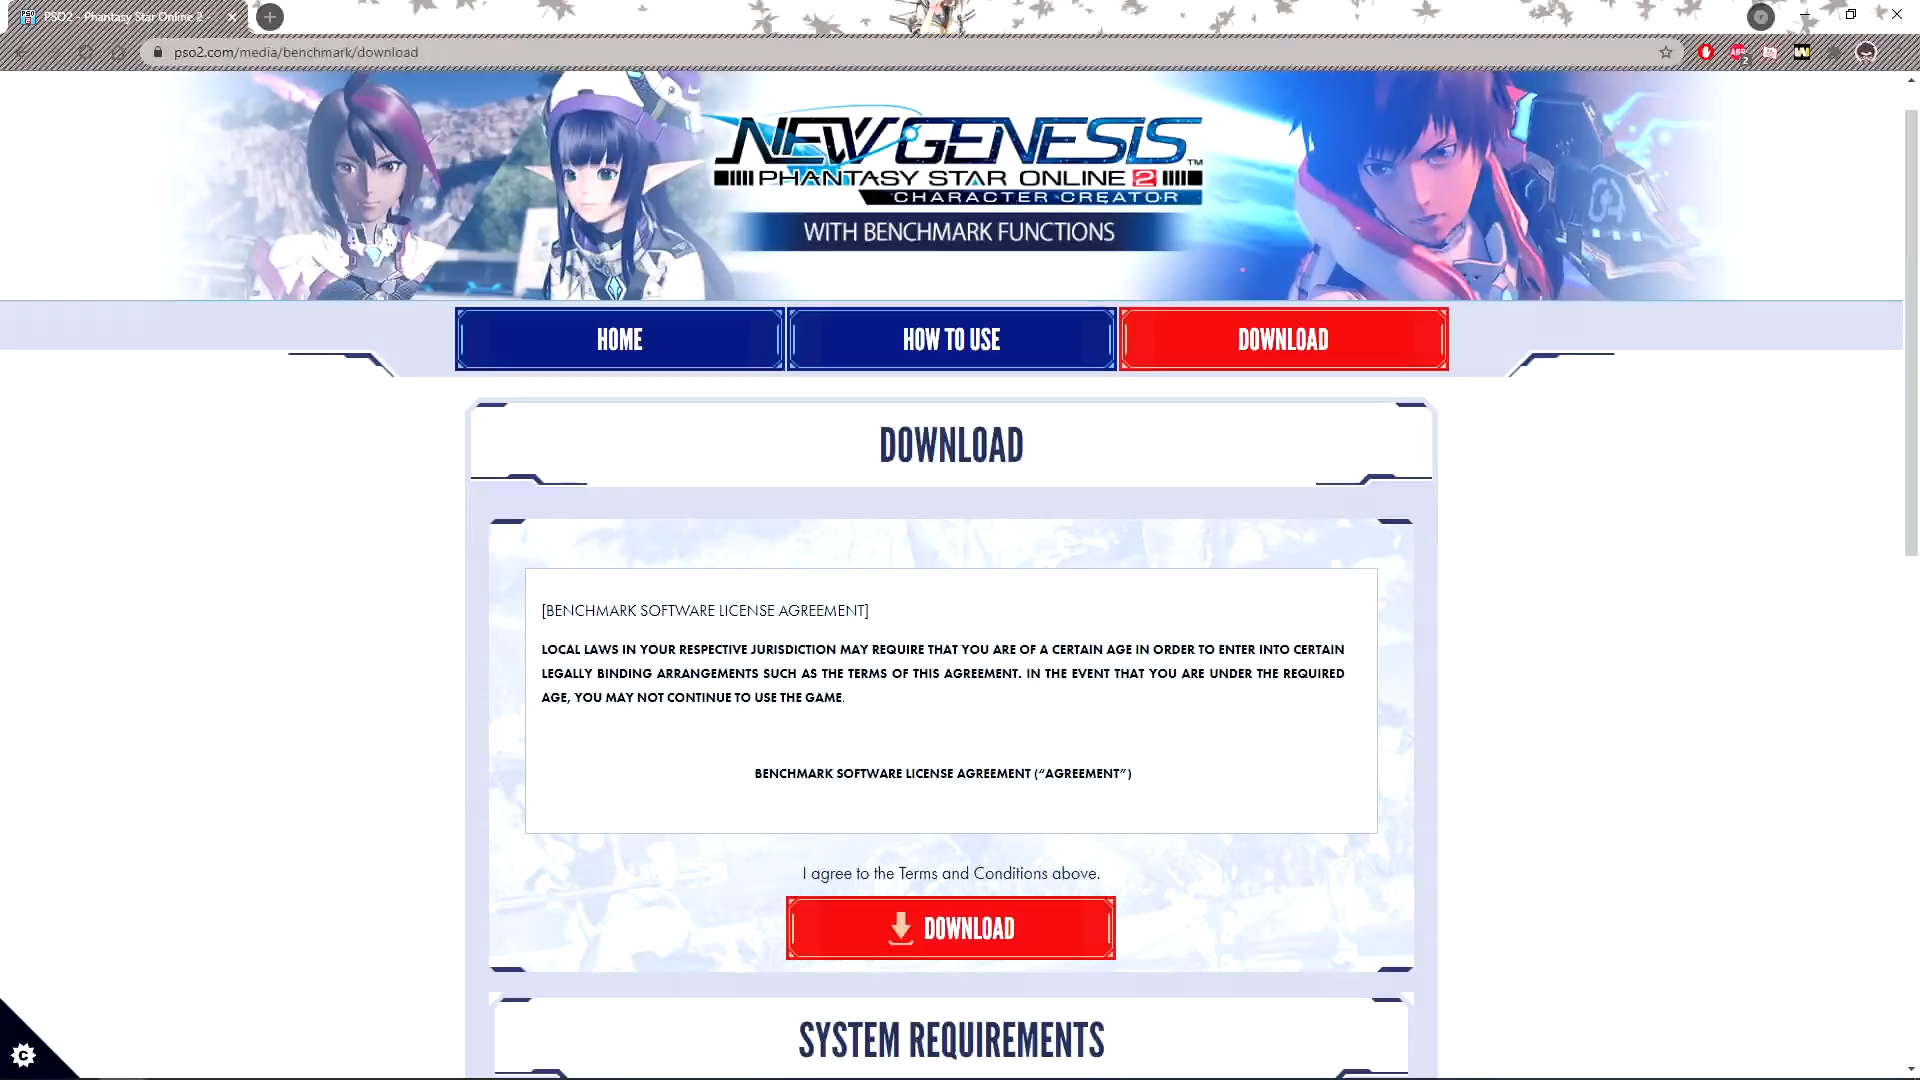 PSO2 - Phantasy Star Online 2
pso2.com/media/benchmark/download
ABP
2
NEW GENESIS
TM
PHANTASY STAR ONLINE 2
CHARACTER CREATOR
WITH BENCHMARK FUNCTIONS
04
HOME
HOW TO USE
DOWNLOAD
DOWNLOAD
[BENCHMARK SOFTWARE LICENSE AGREEMENT]
LOCAL LAWS IN YOUR RESPECTIVE JURISDICTION MAY REQUIRE THAT YOU ARE OF A CERTAIN AGE IN ORDER TO ENTER INTO CERTAIN
LEGALLY BINDING ARRANGEMENTS SUCH AS THE TERMS OF THIS AGREEMENT. IN THE EVENT THAT YOU ARE UNDER THE REQUIRED
AGE, YOU MAY NOT CONTINUE TO USE THE GAME.
BENCHMARK SOFTWARE LICENSE AGREEMENT (“AGREEMENT”)
I agree to the Terms and Conditions above.
DOWNLOAD
SYSTEM REQUIREMENTS
C